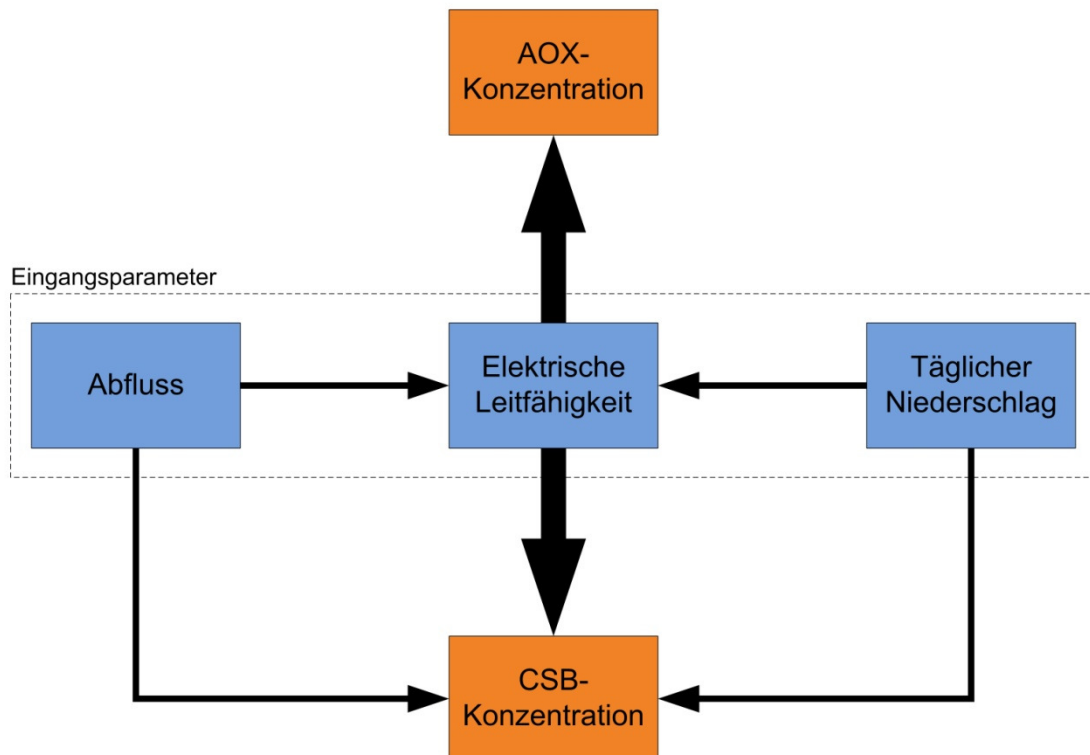 AOX-
Konzentration
Eingangsparameter
Abfluss
Elektrische
Leitfähigkeit
Täglicher
Niederschlag
CSB-
Konzentration